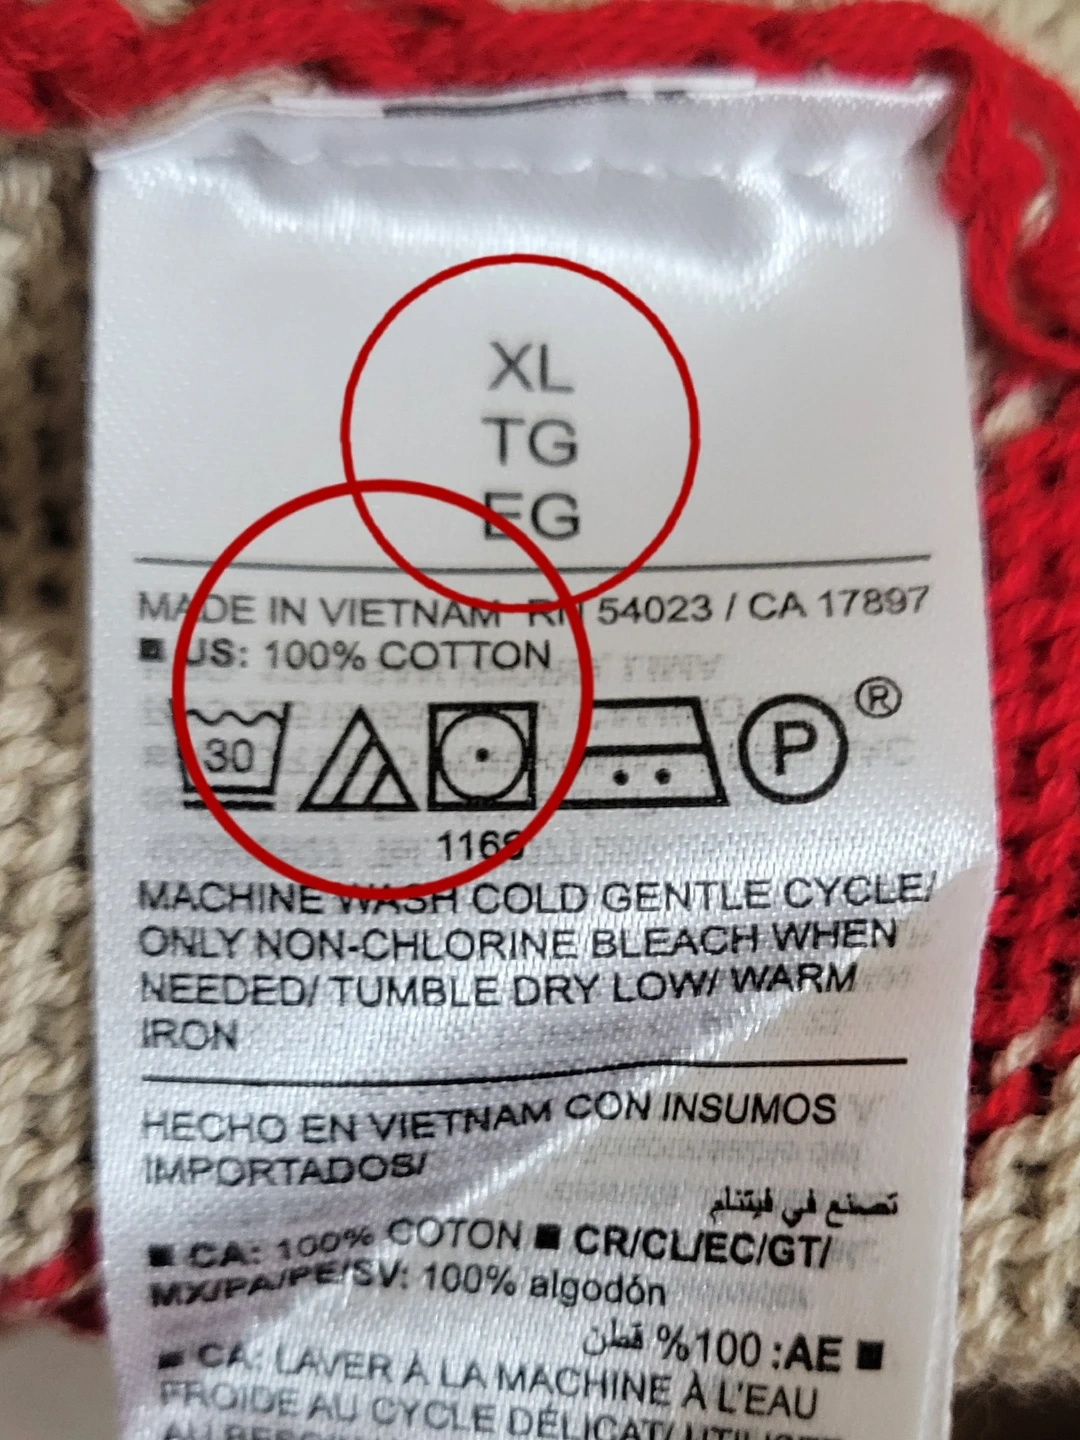 XL
TG
EG
MADE IN VIETNAM RN 54023 / CA 17897
■ US: 100% COTTON
30
P ®
116°
MACHINE WASH COLD GENTLE CYCLE/
ONLY NON-CHLORINE BLEACH WHEN
NEEDED/ TUMBLE DRY LOW/ WARM
IRON
HECHO EN VIETNAM CON INSUMOS
IMPORTADOS/
تصنع في فيتنام
■ CA: 100% COTON ■ CR/CL/EC/GT/
MX/PA/PE/SV: 100% algodón
■ AE: 100% قطن
■ CA: LAVER À LA MACHINE À L'EAU
FROIDE AU CYCLE DÉLICAT/